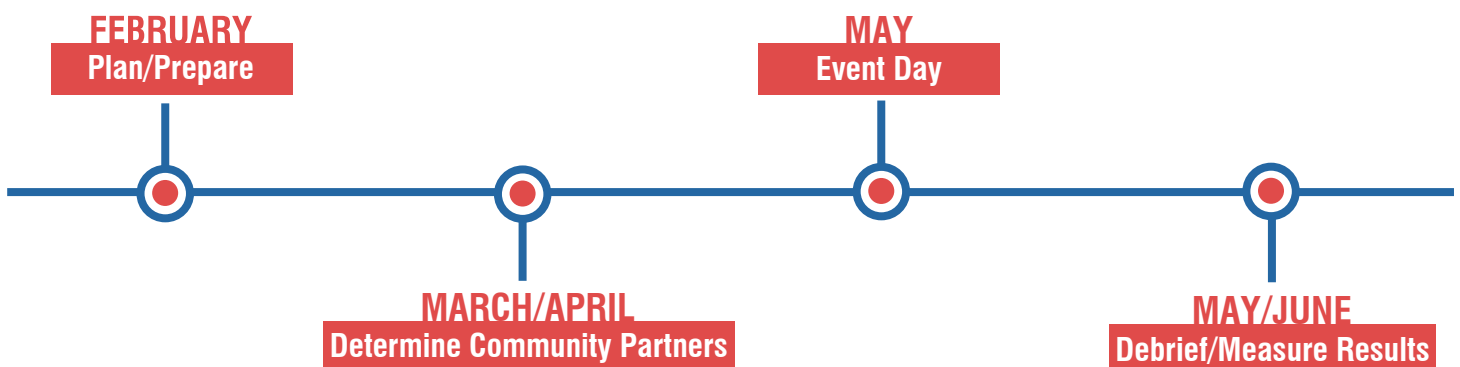 FEBRUARY
Plan/Prepare
MARCH/APRIL
Determine Community Partners
MAY
Event Day
MAY/JUNE
Debrief/Measure Results